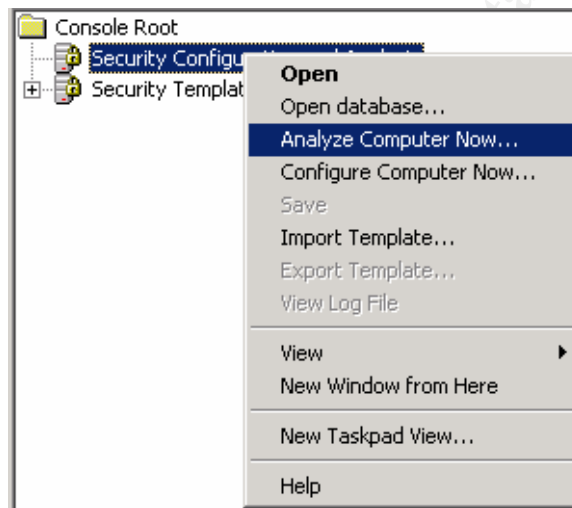 Console Root
Security Configu
Security Templat
Open
Open database...
Analyze Computer Now...
Configure Computer Now...
Save
Import Template...
Export Template...
View Log File
View
New Window from Here
New Taskpad View...
Help